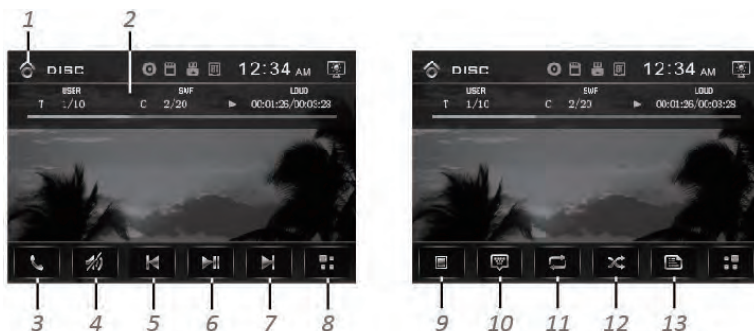 1 2
DISC 12:34 AM
USER SWF LOUD
T 1/10 C 2/20 00:01:26/00:03:28
3 4 5 6 7 8
DISC 12:34 AM
USER SWF LOUD
T 1/10 C 2/20 00:01:26/00:03:28
9 10 11 12 13